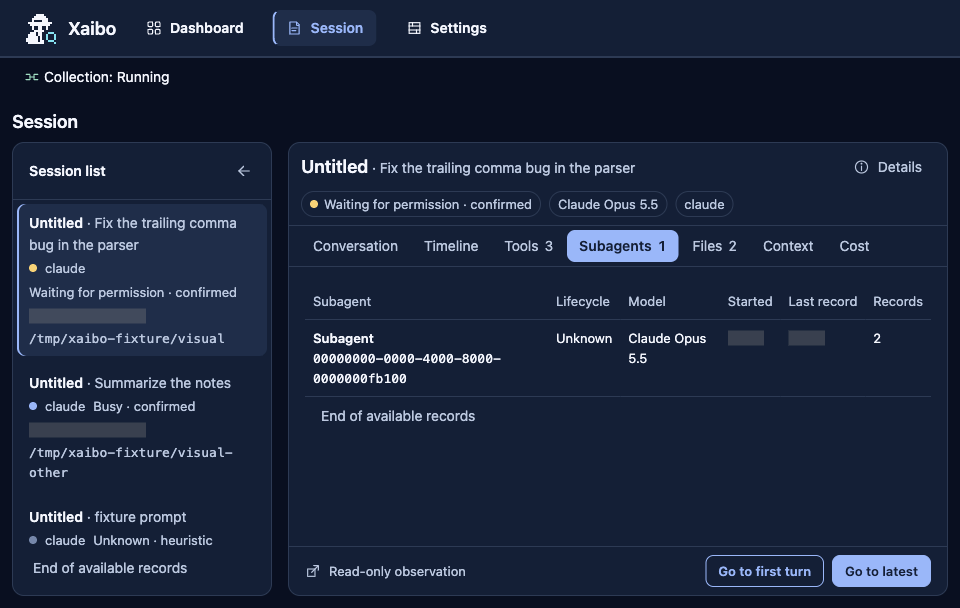 Xaibo
Dashboard
Session
Settings
Collection: Running
Session
Session list
Untitled · Fix the trailing comma
bug in the parser
claude
Waiting for permission · confirmed
/tmp/xaibo-fixture/visual
Untitled · Summarize the notes
claude Busy · confirmed
/tmp/xaibo-fixture/visual-
other
Untitled · fixture prompt
claude Unknown · heuristic
End of available records
Untitled · Fix the trailing comma bug in the parser
Details
Waiting for permission · confirmed
Claude Opus 5.5
claude
Conversation Timeline Tools 3 Subagents 1 Files 2 Context Cost
Subagent Lifecycle Model Started Last record Records
Subagent Unknown Claude Opus 2
00000000-0000-4000-8000- 5.5
0000000fb100
End of available records
Read-only observation
Go to first turn
Go to latest